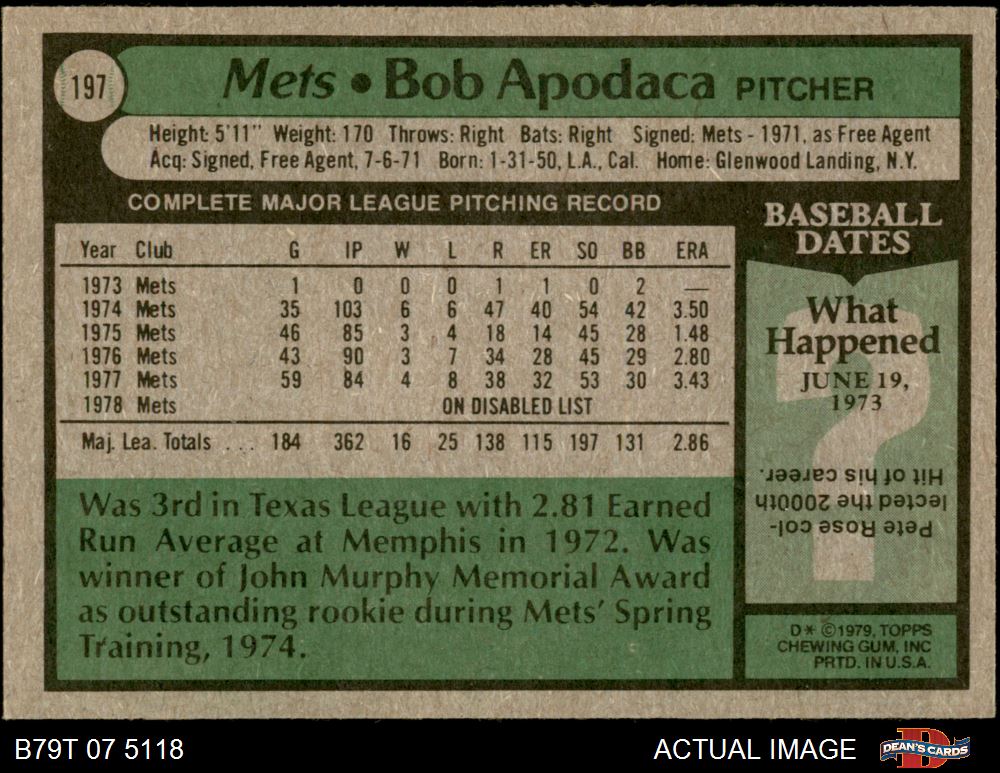 197
Mets • Bob Apodaca PITCHER
Height: 5'11" Weight: 170 Throws: Right Bats: Right Signed: Mets - 1971, as Free Agent
Acq: Signed, Free Agent, 7-6-71 Born: 1-31-50, L.A., Cal. Home: Glenwood Landing, N.Y.
COMPLETE MAJOR LEAGUE PITCHING RECORD
Year Club G IP W L R ER SO BB ERA
1973 Mets 1 0 0 0 1 1 0 2 —
1974 Mets 35 103 6 6 47 40 54 42 3.50
1975 Mets 46 85 3 4 18 14 45 28 1.48
1976 Mets 43 90 3 7 34 28 45 29 2.80
1977 Mets 59 84 4 8 38 32 53 30 3.43
1978 Mets ON DISABLED LIST
Maj. Lea. Totals ... 184 362 16 25 138 115 197 131 2.86
Was 3rd in Texas League with 2.81 Earned
Run Average at Memphis in 1972. Was
winner of John Murphy Memorial Award
as outstanding rookie during Mets' Spring
Training, 1974.
BASEBALL
DATES
What
Happened
JUNE 19,
1973
?
Pete Rose col-
lected the 2000th
Hit of his career.
D* ©1979, TOPPS
CHEWING GUM, INC
PRTD. IN U.S.A.
B79T 07 5118
ACTUAL IMAGE
DEAN'S CARDS